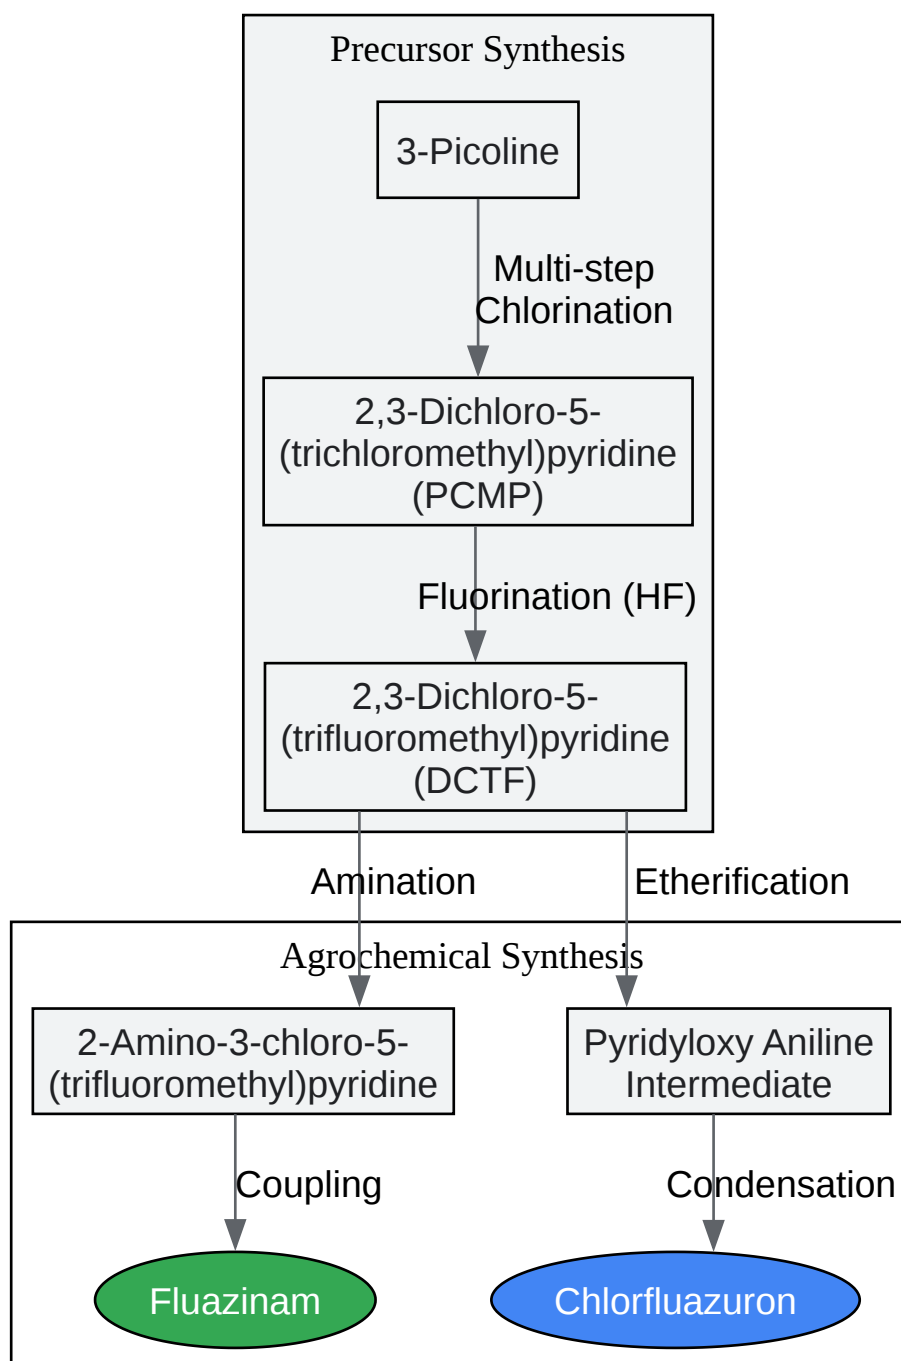 Precursor Synthesis
3-Picoline
Multi-step
Chlorination
2,3-Dichloro-5-
(trichloromethyl)pyridine
(PCMP)
Fluorination (HF)
2,3-Dichloro-5-
(trifluoromethyl)pyridine
(DCTF)
Amination
Etherification
Agrochemical Synthesis
2-Amino-3-chloro-5-
(trifluoromethyl)pyridine
Pyridyloxy Aniline
Intermediate
Coupling
Condensation
Fluazinam
Chlorfluazuron